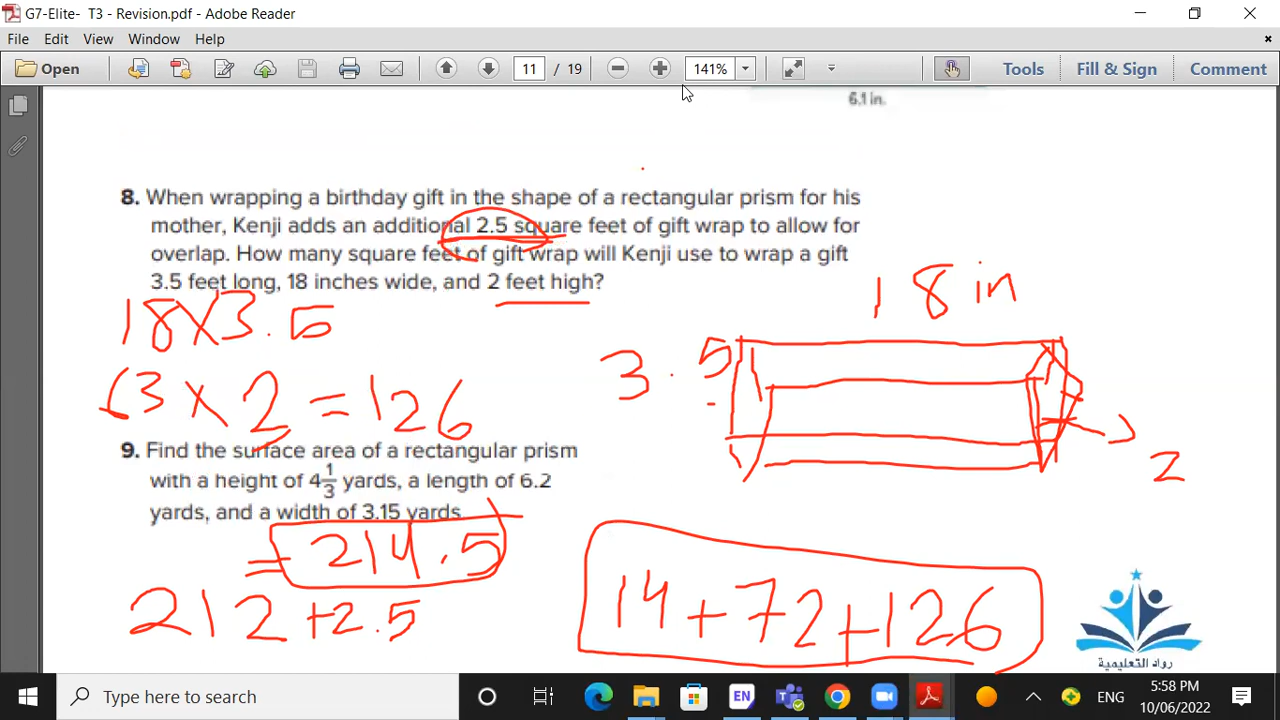 G7-Elite- T3 - Revision.pdf - Adobe Reader
File Edit View Window Help
Open 11 / 19 141% Tools Fill & Sign Comment
6.1 in.
8. When wrapping a birthday gift in the shape of a rectangular prism for his
mother, Kenji adds an additional 2.5 square feet of gift wrap to allow for
overlap. How many square feet of gift wrap will Kenji use to wrap a gift
3.5 feet long, 18 inches wide, and 2 feet high?
18 in
18X3.5
3.5
63 x 2 = 126
2
9. Find the surface area of a rectangular prism
with a height of 4 1/3 yards, a length of 6.2
yards, and a width of 3.15 yards.
= 214.5
212 +2.5
14+72+126
رواد التعليمية
Type here to search
EN
ENG
5:58 PM
10/06/2022